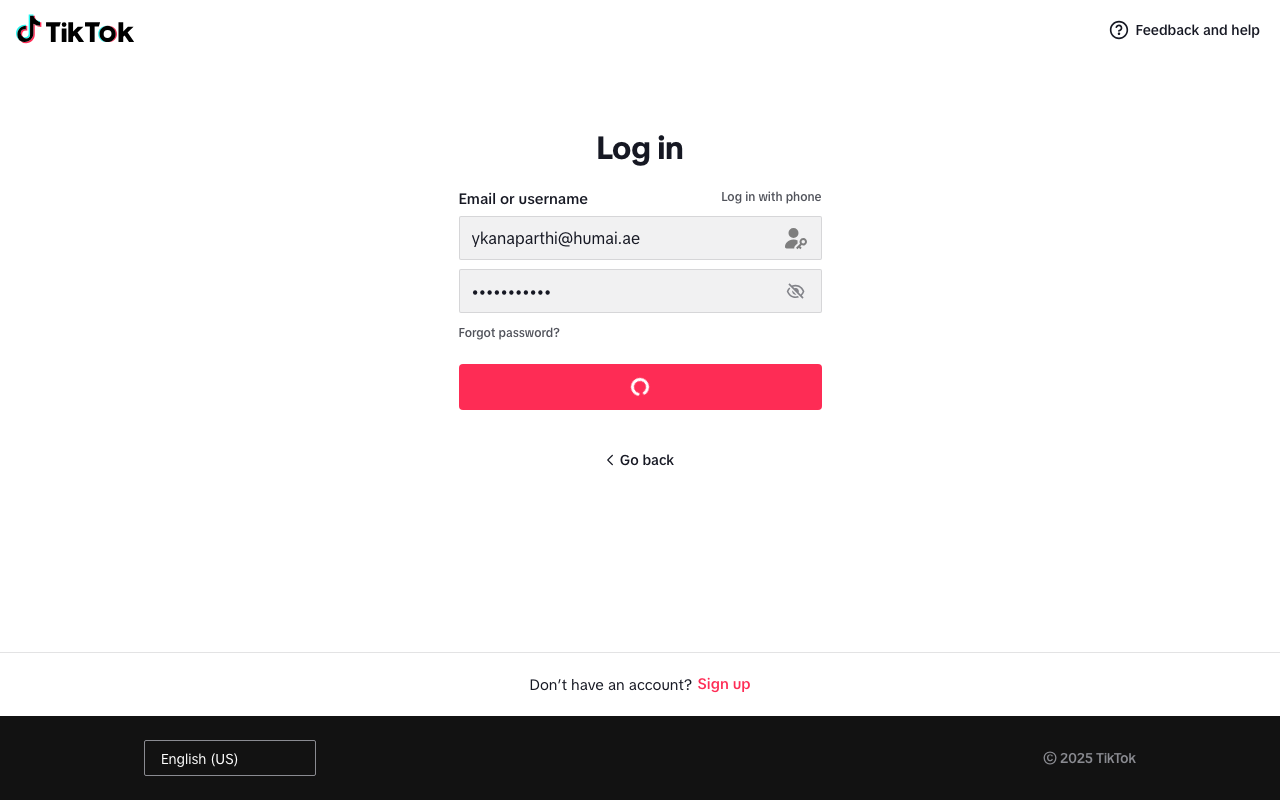 TikTok
Feedback and help
Log in
Email or username
Log in with phone
ykanaparthi@humai.ae
•••••••••••
Forgot password?
Go back
Don’t have an account? Sign up
English (US)
© 2025 TikTok